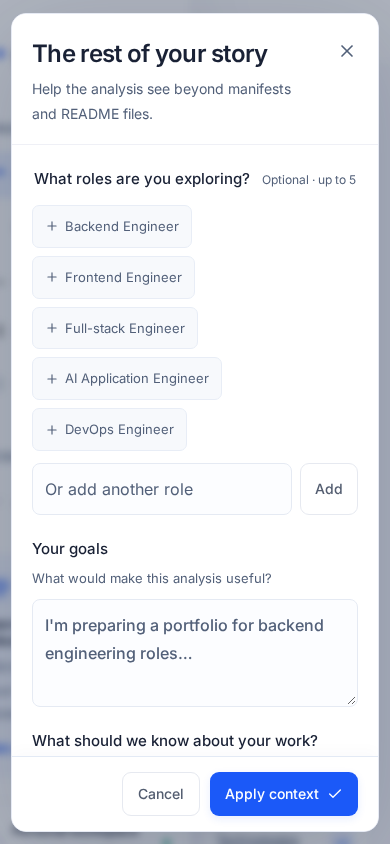 The rest of your story
Help the analysis see beyond manifests
and README files.
What roles are you exploring? Optional · up to 5
Backend Engineer
Frontend Engineer
Full-stack Engineer
AI Application Engineer
DevOps Engineer
Or add another role
Add
Your goals
What would make this analysis useful?
I'm preparing a portfolio for backend
engineering roles...
What should we know about your work?
Cancel
Apply context